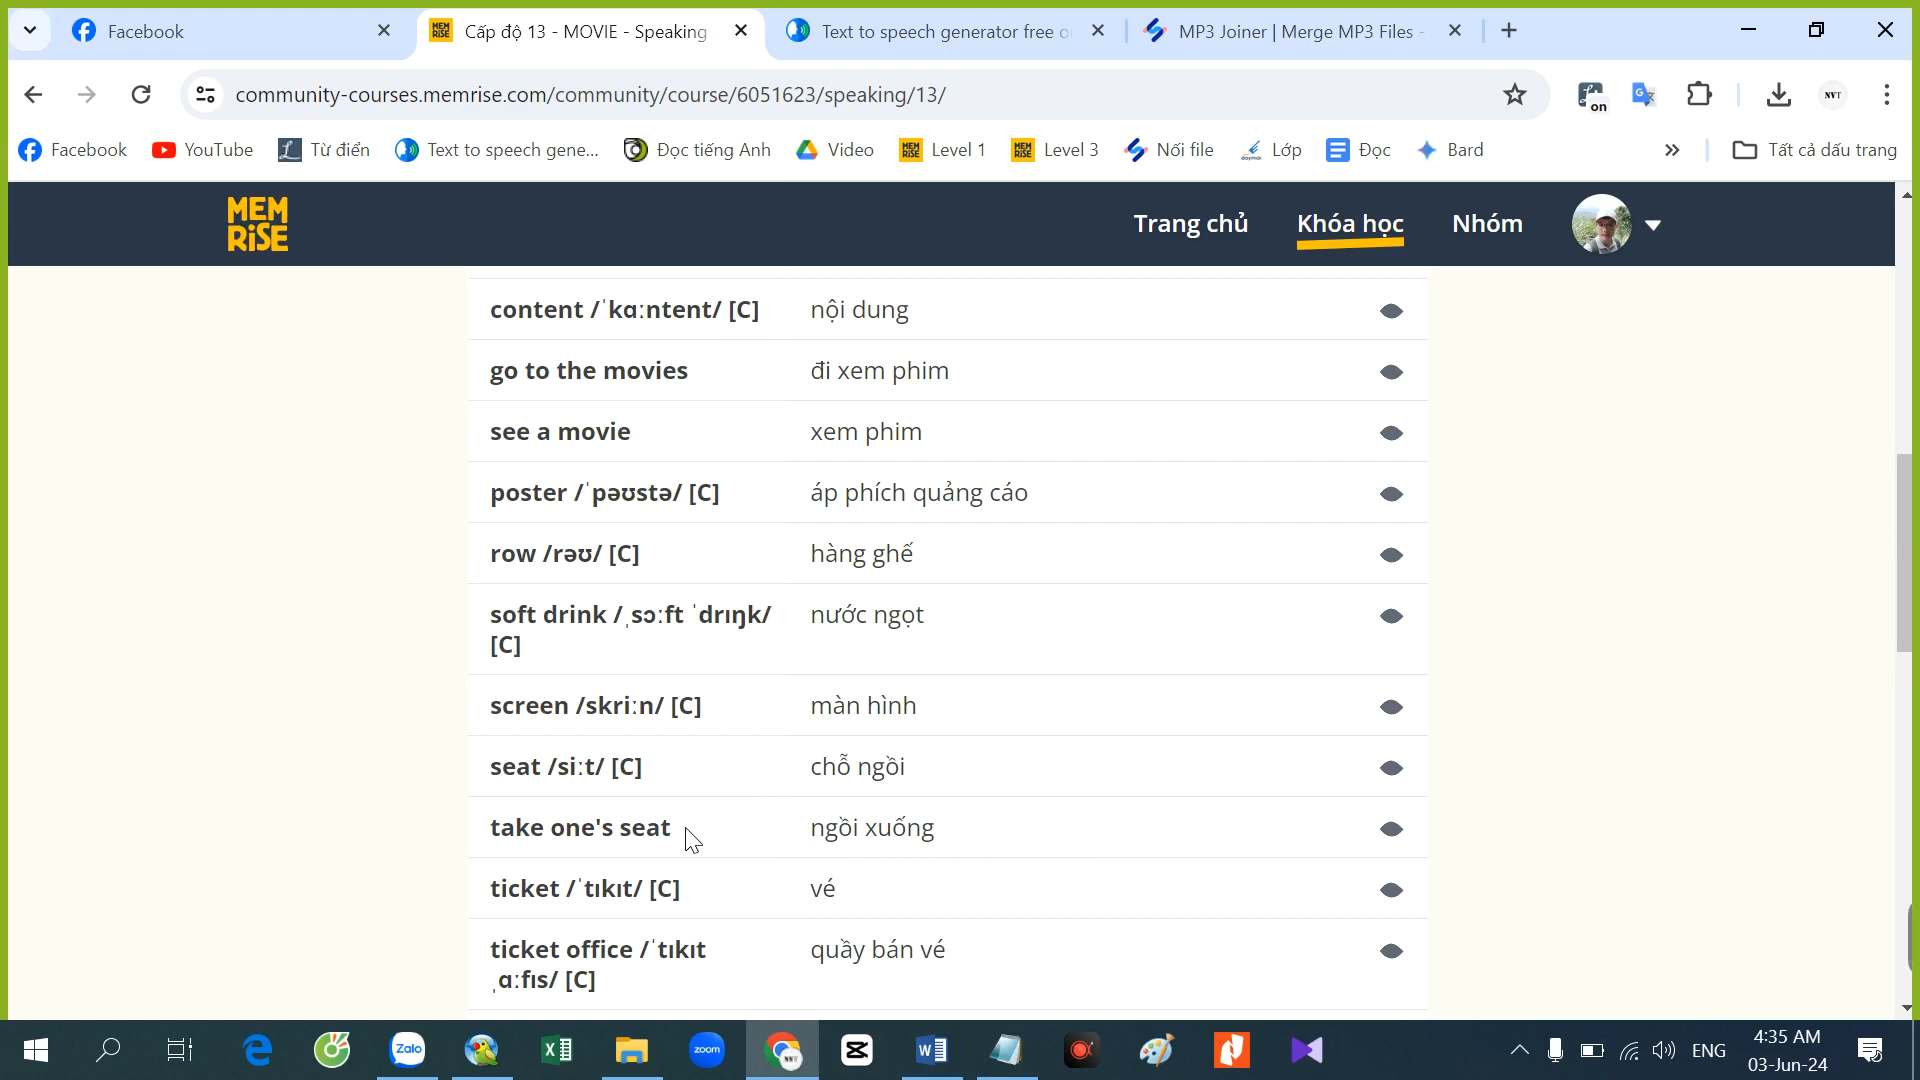 Facebook
Cấp độ 13 - MOVIE - Speaking
Text to speech generator free o
MP3 Joiner | Merge MP3 Files -
community-courses.memrise.com/community/course/6051623/speaking/13/
on
NVT
Facebook
YouTube
Từ điển
Text to speech gene...
Đọc tiếng Anh
Video
Level 1
Level 3
Nối file
Lớp
Đọc
Bard
Tất cả dấu trang
MEM
RiSE
Trang chủ
Khóa học
Nhóm
content /ˈkɑːntent/ [C] nội dung
go to the movies đi xem phim
see a movie xem phim
poster /ˈpəʊstə/ [C] áp phích quảng cáo
row /rəʊ/ [C] hàng ghế
soft drink /ˌsɔːft ˈdrɪŋk/ nước ngọt
[C]
screen /skriːn/ [C] màn hình
seat /siːt/ [C] chỗ ngồi
take one's seat ngồi xuống
ticket /ˈtɪkɪt/ [C] vé
ticket office /ˈtɪkɪt quầy bán vé
ˌɑːfɪs/ [C]
Zalo
zoom
NVT
ENG
4:35 AM
03-Jun-24